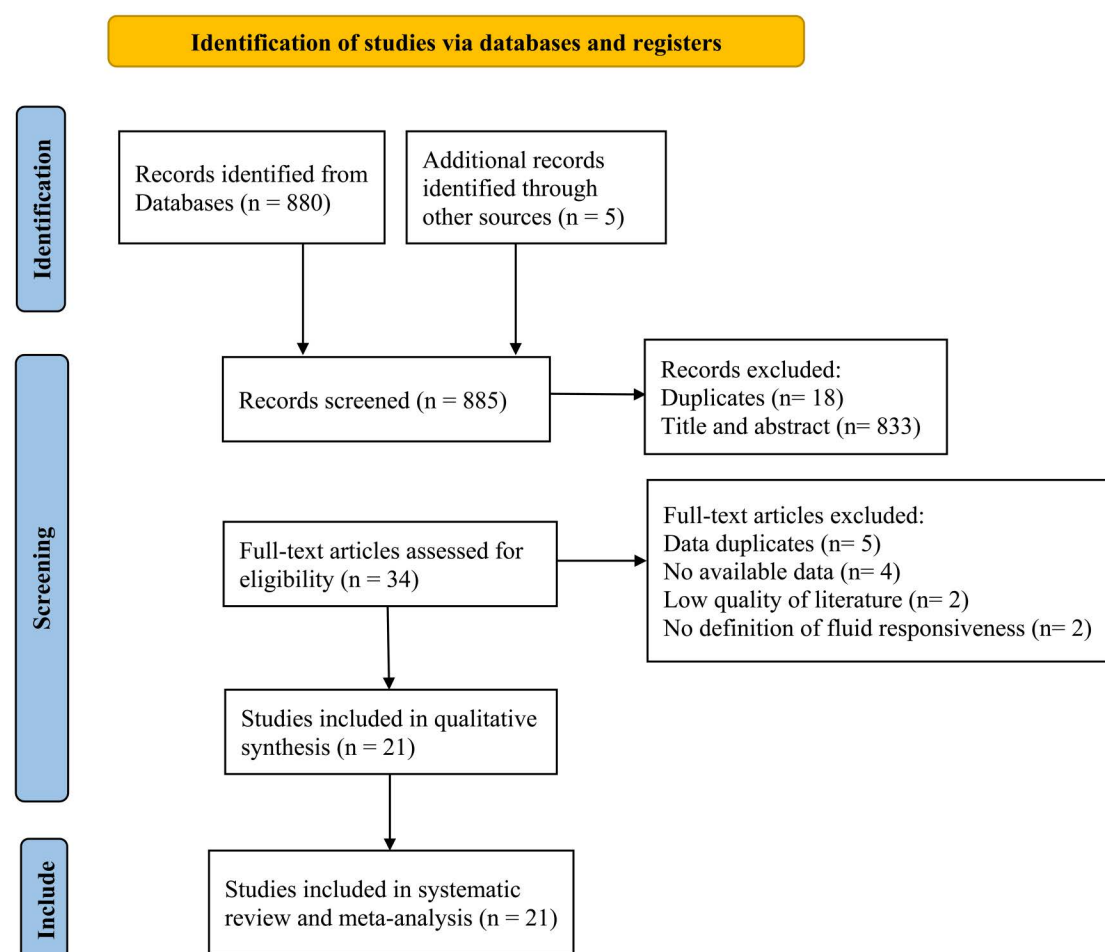 Identification of studies via databases and registers
Identification
Records identified from
Databases (n = 880)
Additional records
identified through
other sources (n = 5)
Screening
Records screened (n = 885)
Records excluded:
Duplicates (n= 18)
Title and abstract (n= 833)
Full-text articles assessed for
eligibility (n = 34)
Full-text articles excluded:
Data duplicates (n= 5)
No available data (n= 4)
Low quality of literature (n= 2)
No definition of fluid responsiveness (n= 2)
Studies included in qualitative
synthesis (n = 21)
Include
Studies included in systematic
review and meta-analysis (n = 21)